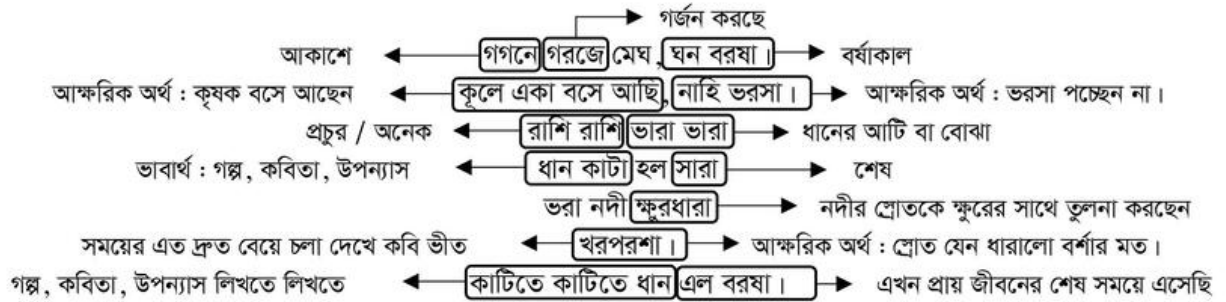 গর্জন করছে
আকাশে গগনে গরজে মেঘ, ঘন বরষা। বর্ষাকাল
আক্ষরিক অর্থ : কৃষক বসে আছেন কূলে একা বসে আছি, নাহি ভরসা। আক্ষরিক অর্থ : ভরসা পচ্ছেন না।
প্রচুর / অনেক রাশি রাশি ভারা ভারা ধানের আটি বা বোঝা
ভাবার্থ : গল্প, কবিতা, উপন্যাস ধান কাটা হল সারা শেষ
ভরা নদী ক্ষুরধারা নদীর স্রোতকে ক্ষুরের সাথে তুলনা করছেন
সময়ের এত দ্রুত বেয়ে চলা দেখে কবি ভীত খরপরশা। আক্ষরিক অর্থ : স্রোত যেন ধারালো বর্শার মত।
গল্প, কবিতা, উপন্যাস লিখতে লিখতে কাটিতে কাটিতে ধান এল বরষা। এখন প্রায় জীবনের শেষ সময়ে এসেছি